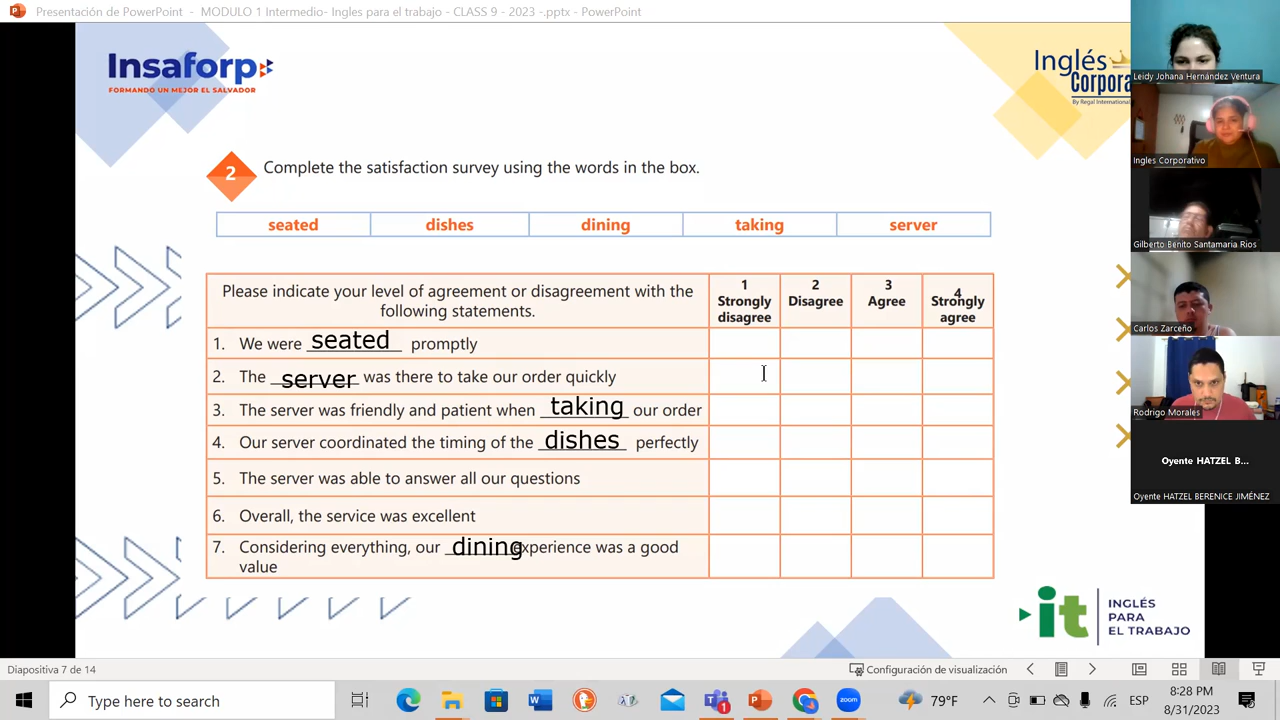 Presentación de PowerPoint - MODULO 1 Intermedio- Ingles para el trabajo - CLASS 9 - 2023 -.pptx - PowerPoint
Insaforp
FORMANDO UN MEJOR EL SALVADOR
Inglés
Corpora
By Regal International
2
Complete the satisfaction survey using the words in the box.
seated dishes dining taking server
Please indicate your level of agreement or disagreement with the following statements.
1 Strongly disagree
2 Disagree
3 Agree
4 Strongly agree
1. We were seated promptly
2. The server was there to take our order quickly
3. The server was friendly and patient when taking our order
4. Our server coordinated the timing of the dishes perfectly
5. The server was able to answer all our questions
6. Overall, the service was excellent
7. Considering everything, our dining experience was a good
value
it
INGLÉS
PARA
EL TRABAJO
Leidy Johana Hernández Ventura
Ingles Corporativo
Gilberto Benito Santamaria Rios
Carlos Zarceño
Rodrigo Morales
Oyente HATZEL B...
Oyente HATZEL BERENICE JIMÉNEZ
Diapositiva 7 de 14
Configuración de visualización
Type here to search
1
zoom
79°F
ESP
8:28 PM
8/31/2023